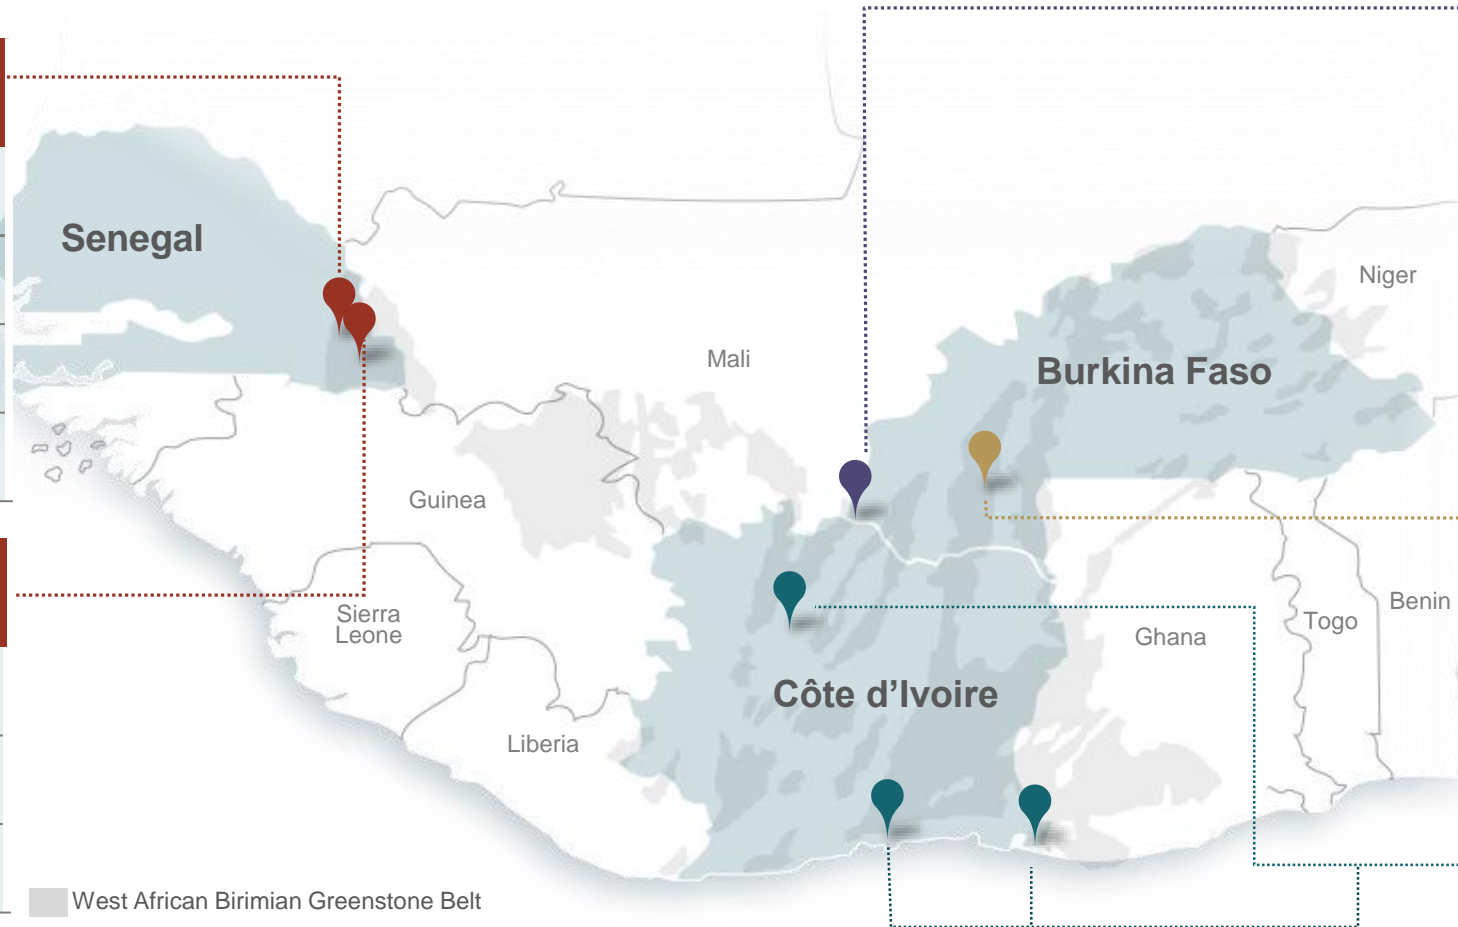 Senegal
Niger
Mali
Burkina Faso
Guinea
Benin
Sierra
Leone
Togo
Ghana
Côte d’Ivoire
Liberia
West African Birimian Greenstone Belt